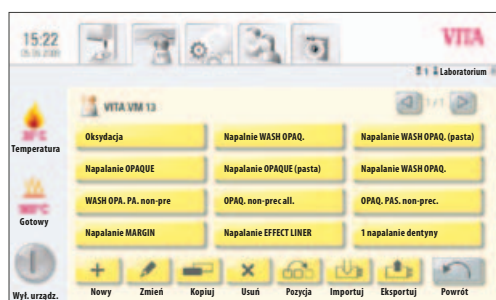 15:22
VITA
1 Laboratorium
VITA VM 13
1/1
Oksydacja
Napalnie WASH OPAQ.
Napalanie WASH OPAQ. (pasta)
Temperatura
Napalanie OPAQUE
Napalanie OPAQUE (pasta)
Napalanie WASH OPAQ.
WASH OPA. PA. non-pre
OPAQ. non-prec all.
OPAQ. PAS. non-prec.
Gotowy
Napalanie MARGIN
Napalanie EFFECT LINER
1 napalanie dentyny
Wył. urządz.
Nowy
Zmień
Kopiuj
Usuń
Pozycja
Importuj
Eksportuj
Powrót